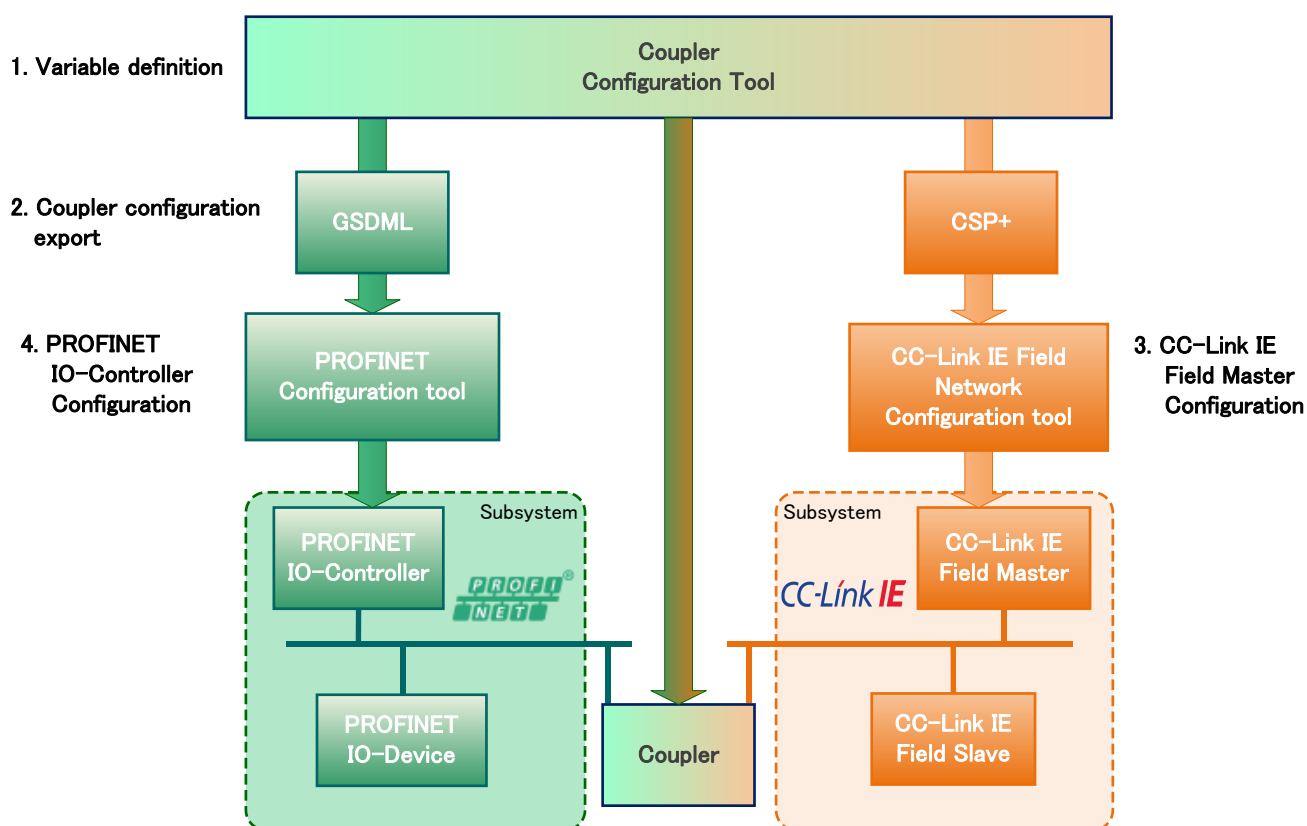 Coupler
Configuration Tool
1. Variable definition
2. Coupler configuration
export
GSDML
CSP+
4. PROFINET
IO-Controller
Configuration
PROFINET
Configuration tool
CC-Link IE Field
Network
Configuration tool
3. CC-Link IE
Field Master
Configuration
Subsystem
PROFINET
IO-Controller
PROFI®
NET
Subsystem
CC-Link IE
Field Master
CC-Link IE
PROFINET
IO-Device
Coupler
CC-Link IE
Field Slave